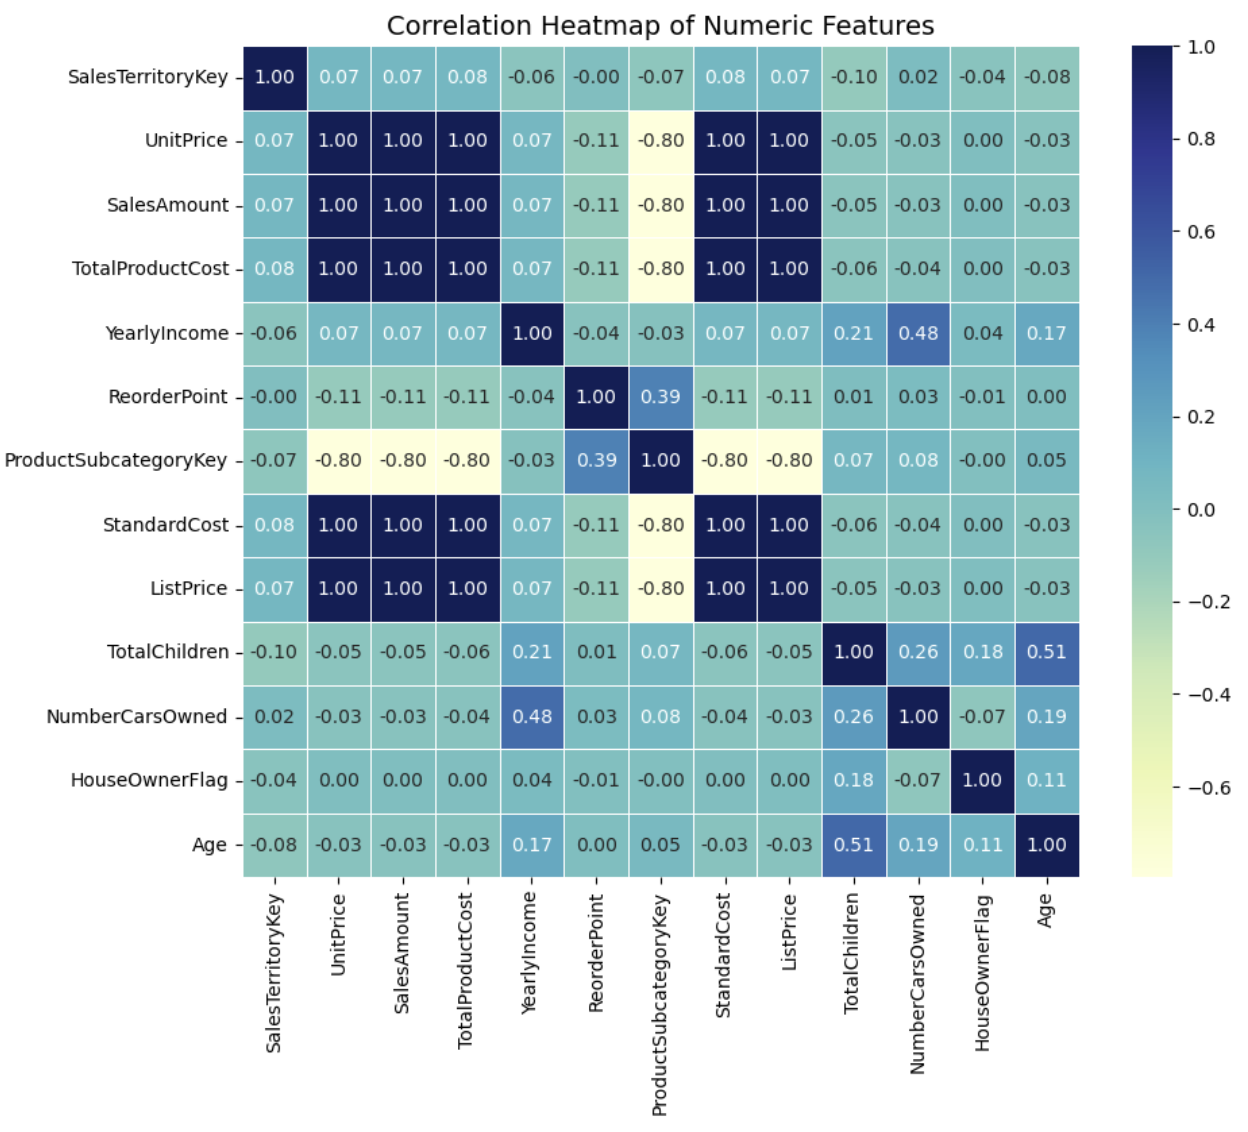 Correlation Heatmap of Numeric Features
SalesTerritoryKey 1.00 0.07 0.07 0.08 -0.06 -0.00 -0.07 0.08 0.07 -0.10 0.02 -0.04 -0.08
UnitPrice 0.07 1.00 1.00 1.00 0.07 -0.11 -0.80 1.00 1.00 -0.05 -0.03 0.00 -0.03
SalesAmount 0.07 1.00 1.00 1.00 0.07 -0.11 -0.80 1.00 1.00 -0.05 -0.03 0.00 -0.03
TotalProductCost 0.08 1.00 1.00 1.00 0.07 -0.11 -0.80 1.00 1.00 -0.06 -0.04 0.00 -0.03
YearlyIncome -0.06 0.07 0.07 0.07 1.00 -0.04 -0.03 0.07 0.07 0.21 0.48 0.04 0.17
ReorderPoint -0.00 -0.11 -0.11 -0.11 -0.04 1.00 0.39 -0.11 -0.11 0.01 0.03 -0.01 0.00
ProductSubcategoryKey -0.07 -0.80 -0.80 -0.80 -0.03 0.39 1.00 -0.80 -0.80 0.07 0.08 -0.00 0.05
StandardCost 0.08 1.00 1.00 1.00 0.07 -0.11 -0.80 1.00 1.00 -0.06 -0.04 0.00 -0.03
ListPrice 0.07 1.00 1.00 1.00 0.07 -0.11 -0.80 1.00 1.00 -0.05 -0.03 0.00 -0.03
TotalChildren -0.10 -0.05 -0.05 -0.06 0.21 0.01 0.07 -0.06 -0.05 1.00 0.26 0.18 0.51
NumberCarsOwned 0.02 -0.03 -0.03 -0.04 0.48 0.03 0.08 -0.04 -0.03 0.26 1.00 -0.07 0.19
HouseOwnerFlag -0.04 0.00 0.00 0.00 0.04 -0.01 -0.00 0.00 0.00 0.18 -0.07 1.00 0.11
Age -0.08 -0.03 -0.03 -0.03 0.17 0.00 0.05 -0.03 -0.03 0.51 0.19 0.11 1.00
SalesTerritoryKey
UnitPrice
SalesAmount
TotalProductCost
YearlyIncome
ReorderPoint
ProductSubcategoryKey
StandardCost
ListPrice
TotalChildren
NumberCarsOwned
HouseOwnerFlag
Age
1.0
0.8
0.6
0.4
0.2
0.0
−0.2
−0.4
−0.6